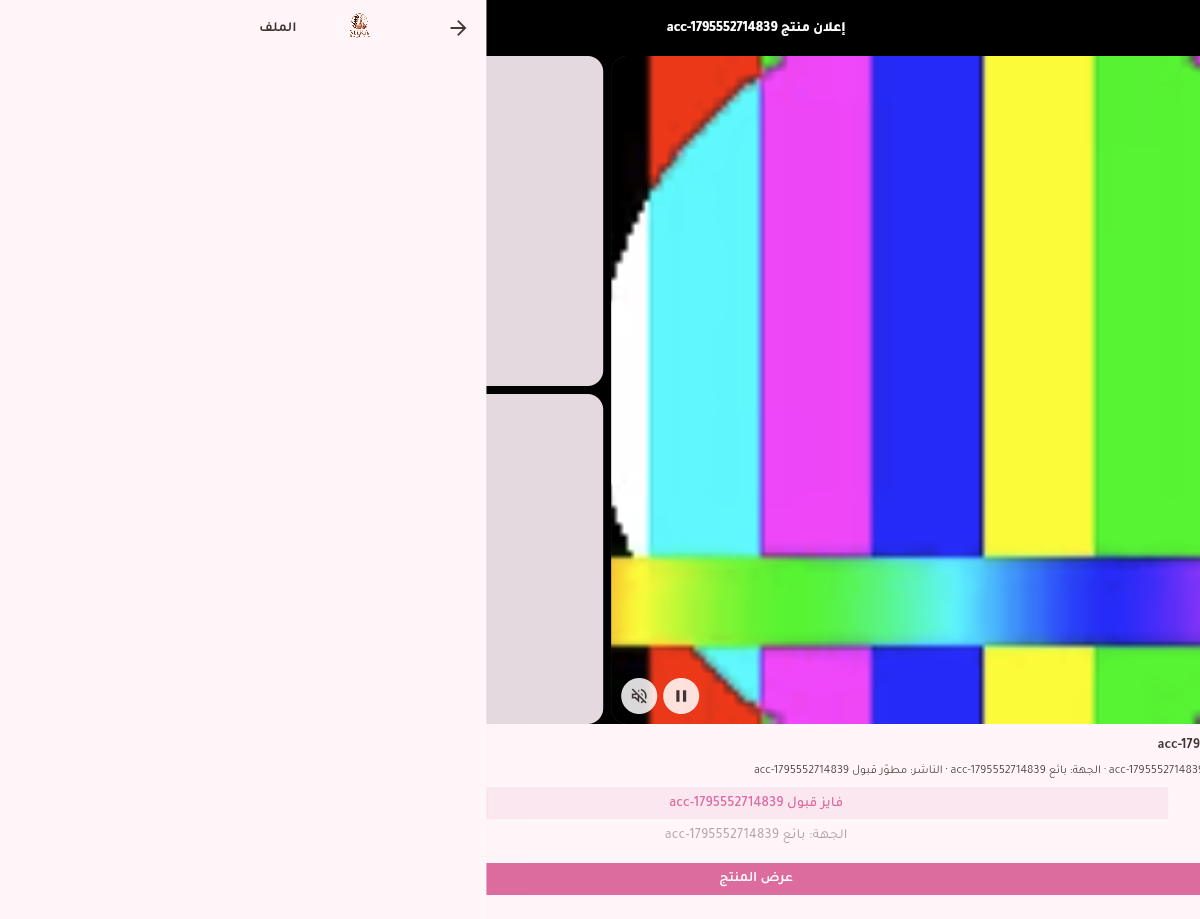 إعلان منتج acc-1795552714839
الملف
acc-179
acc-1795552714839 · الجهة: بائع acc-1795552714839 · الناشر: مطوّر قبول acc-1795552714839
فايز قبول acc-1795552714839
الجهة: بائع acc-1795552714839
عرض المنتج